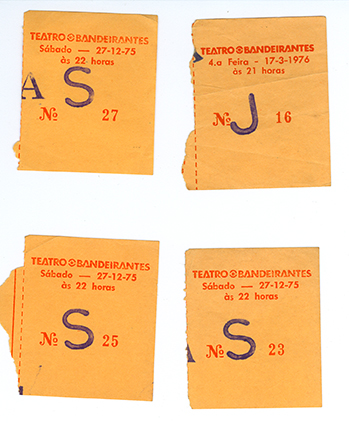 TEATRO BANDEIRANTES
Sábado — 27-12-75
às 22 horas
A S
Nº 27
TEATRO BANDEIRANTES
4.a Feira - 17-3-1976
às 21 horas
J
Nº 16
TEATRO BANDEIRANTES
Sábado — 27-12-75
às 22 horas
S
Nº 25
TEATRO BANDEIRANTES
Sábado — 27-12-75
às 22 horas
S
Nº 23